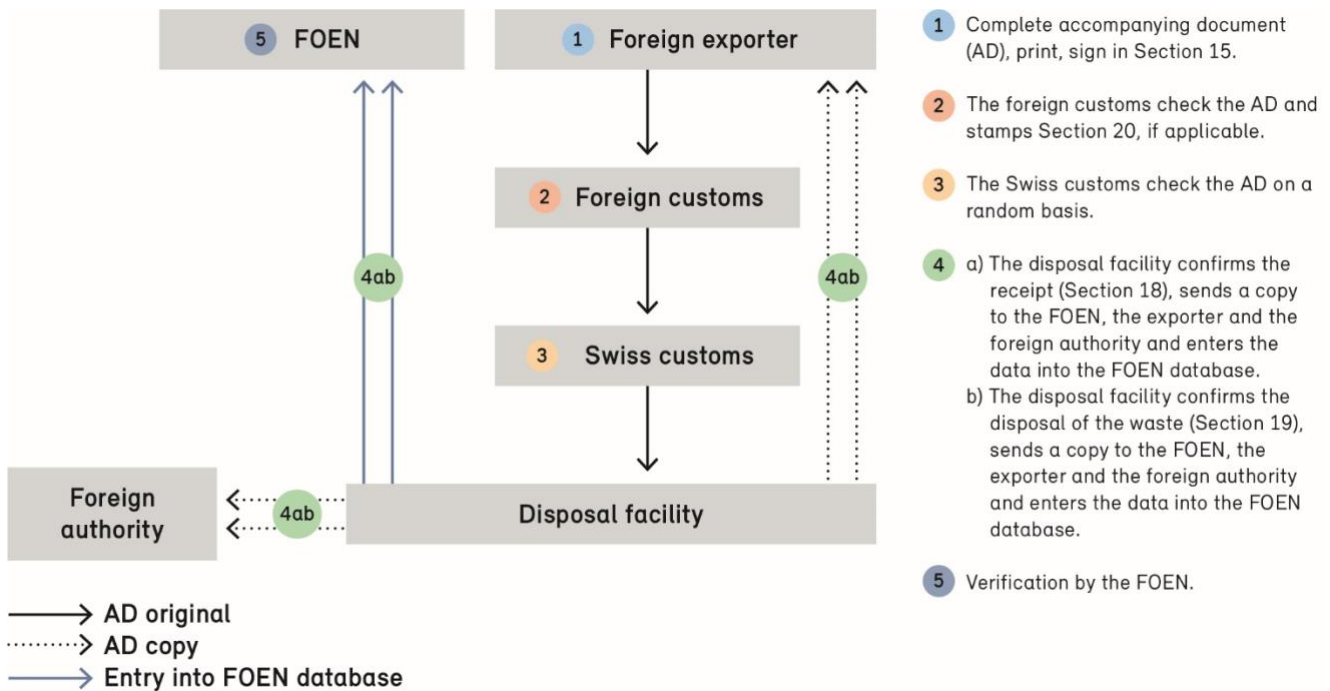 5 FOEN
1 Foreign exporter
2 Foreign customs
4ab
4ab
3 Swiss customs
Foreign
authority
4ab
Disposal facility
AD original
AD copy
Entry into FOEN database
1 Complete accompanying document
(AD), print, sign in Section 15.
2 The foreign customs check the AD and
stamps Section 20, if applicable.
3 The Swiss customs check the AD on a
random basis.
4 a) The disposal facility confirms the
receipt (Section 18), sends a copy
to the FOEN, the exporter and the
foreign authority and enters the
data into the FOEN database.
b) The disposal facility confirms the
disposal of the waste (Section 19),
sends a copy to the FOEN, the
exporter and the foreign authority
and enters the data into the FOEN
database.
5 Verification by the FOEN.